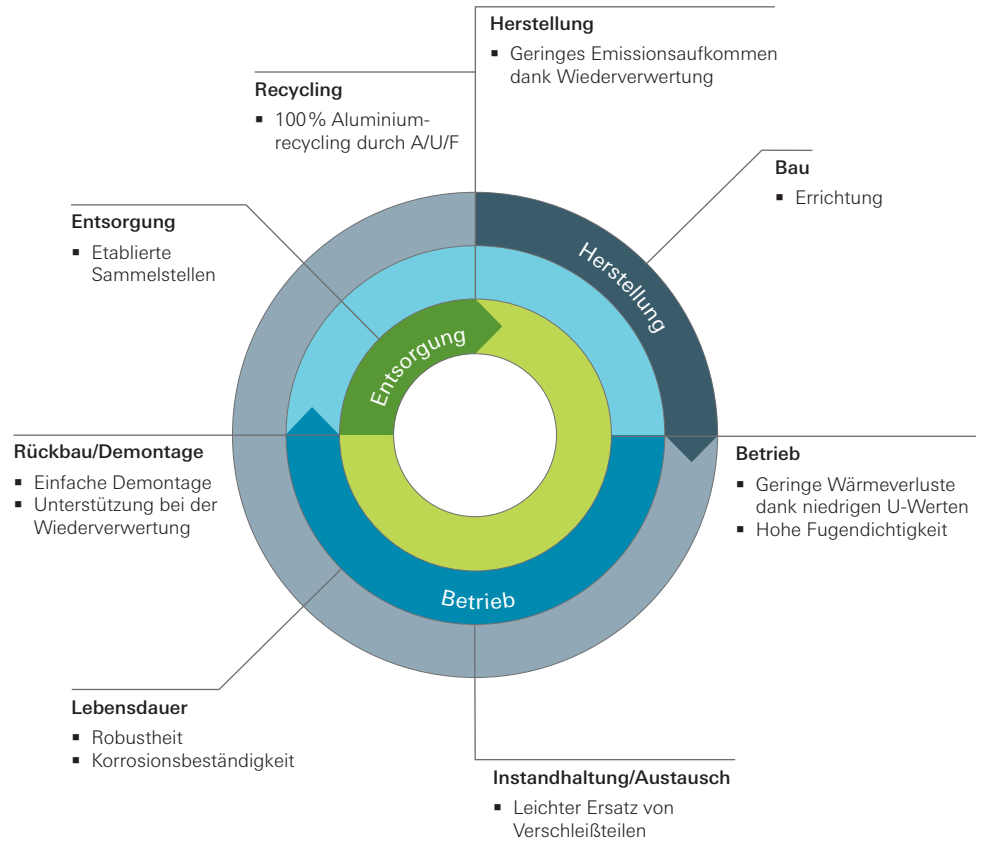 Herstellung
▪ Geringes Emissionsaufkommen
dank Wiederverwertung
Recycling
▪ 100% Aluminium-
recycling durch A/U/F
Bau
▪ Errichtung
Entsorgung
▪ Etablierte
Sammelstellen
Herstellung
Entsorgung
Betrieb
Rückbau/Demontage
▪ Einfache Demontage
▪ Unterstützung bei der
Wiederverwertung
Betrieb
▪ Geringe Wärmeverluste
dank niedrigen U-Werten
▪ Hohe Fugendichtigkeit
Lebensdauer
▪ Robustheit
▪ Korrosionsbeständigkeit
Instandhaltung/Austausch
▪ Leichter Ersatz von
Verschleißteilen